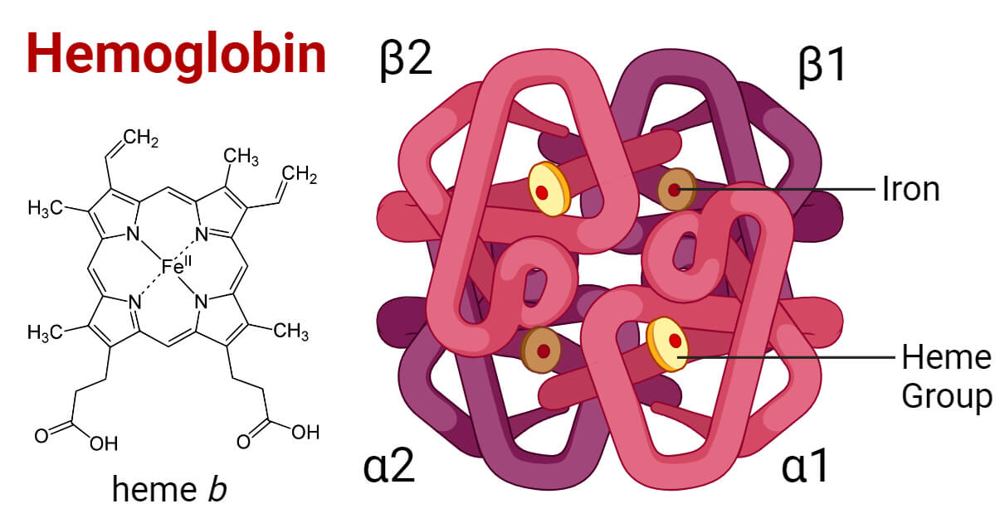 Hemoglobin
β2
β1
CH₂
CH₃
CH₂
H₃C
N
N
Feᴵᴵ
N
N
H₃C
CH₃
O
OH
O
OH
heme b
Iron
Heme
Group
α2
α1